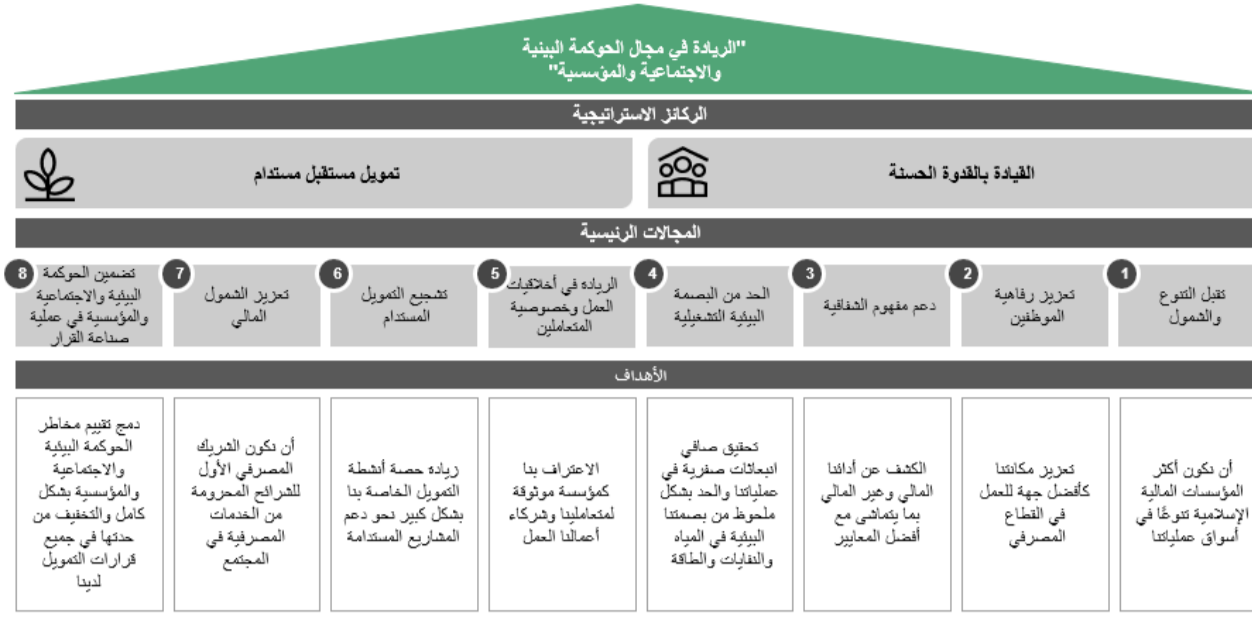 "الريادة في مجال الحوكمة البيئية
والاجتماعية والمؤسسية"
الركائز الاستراتيجية
القيادة بالقدوة الحسنة
تمويل مستقبل مستدام
المجالات الرئيسية
1
تقبل التنوع
والشمول
2
تعزيز رفاهية
الموظفين
3
دعم مفهوم الشفافية
4
الحد من البصمة
البيئية التشغيلية
5
الريادة في أخلاقيات
العمل وخصوصية
المتعاملين
6
تشجيع التمويل
المستدام
7
تعزيز الشمول
المالي
8
تضمين الحوكمة
البيئية والاجتماعية
والمؤسسية في عملية
صناعة القرار
الأهداف
أن نكون أكثر
المؤسسات المالية
الإسلامية تنوعًا في
أسواق عملياتنا
تعزيز مكانتنا
كأفضل جهة للعمل
في القطاع
المصرفي
الكشف عن أدائنا
المالي وغير المالي
بما يتماشى مع
أفضل المعايير
تحقيق صافي
انبعاثات صفرية في
عملياتنا والحد بشكل
ملحوظ من بصمتنا
البيئية في المياه
والنفايات والطاقة
الاعتراف بنا
كمؤسسة موثوقة
لمتعاملينا وشركاء
أعمالنا العمل
زيادة حصة أنشطة
التمويل الخاصة بنا
بشكل كبير نحو دعم
المشاريع المستدامة
أن نكون الشريك
المصرفي الأول
للشرائح المحرومة
من الخدمات
المصرفية في
المجتمع
دمج تقييم مخاطر
الحوكمة البيئية
والاجتماعية
والمؤسسية بشكل
كامل والتخفيف من
حدتها في جميع
قرارات التمويل
لدينا